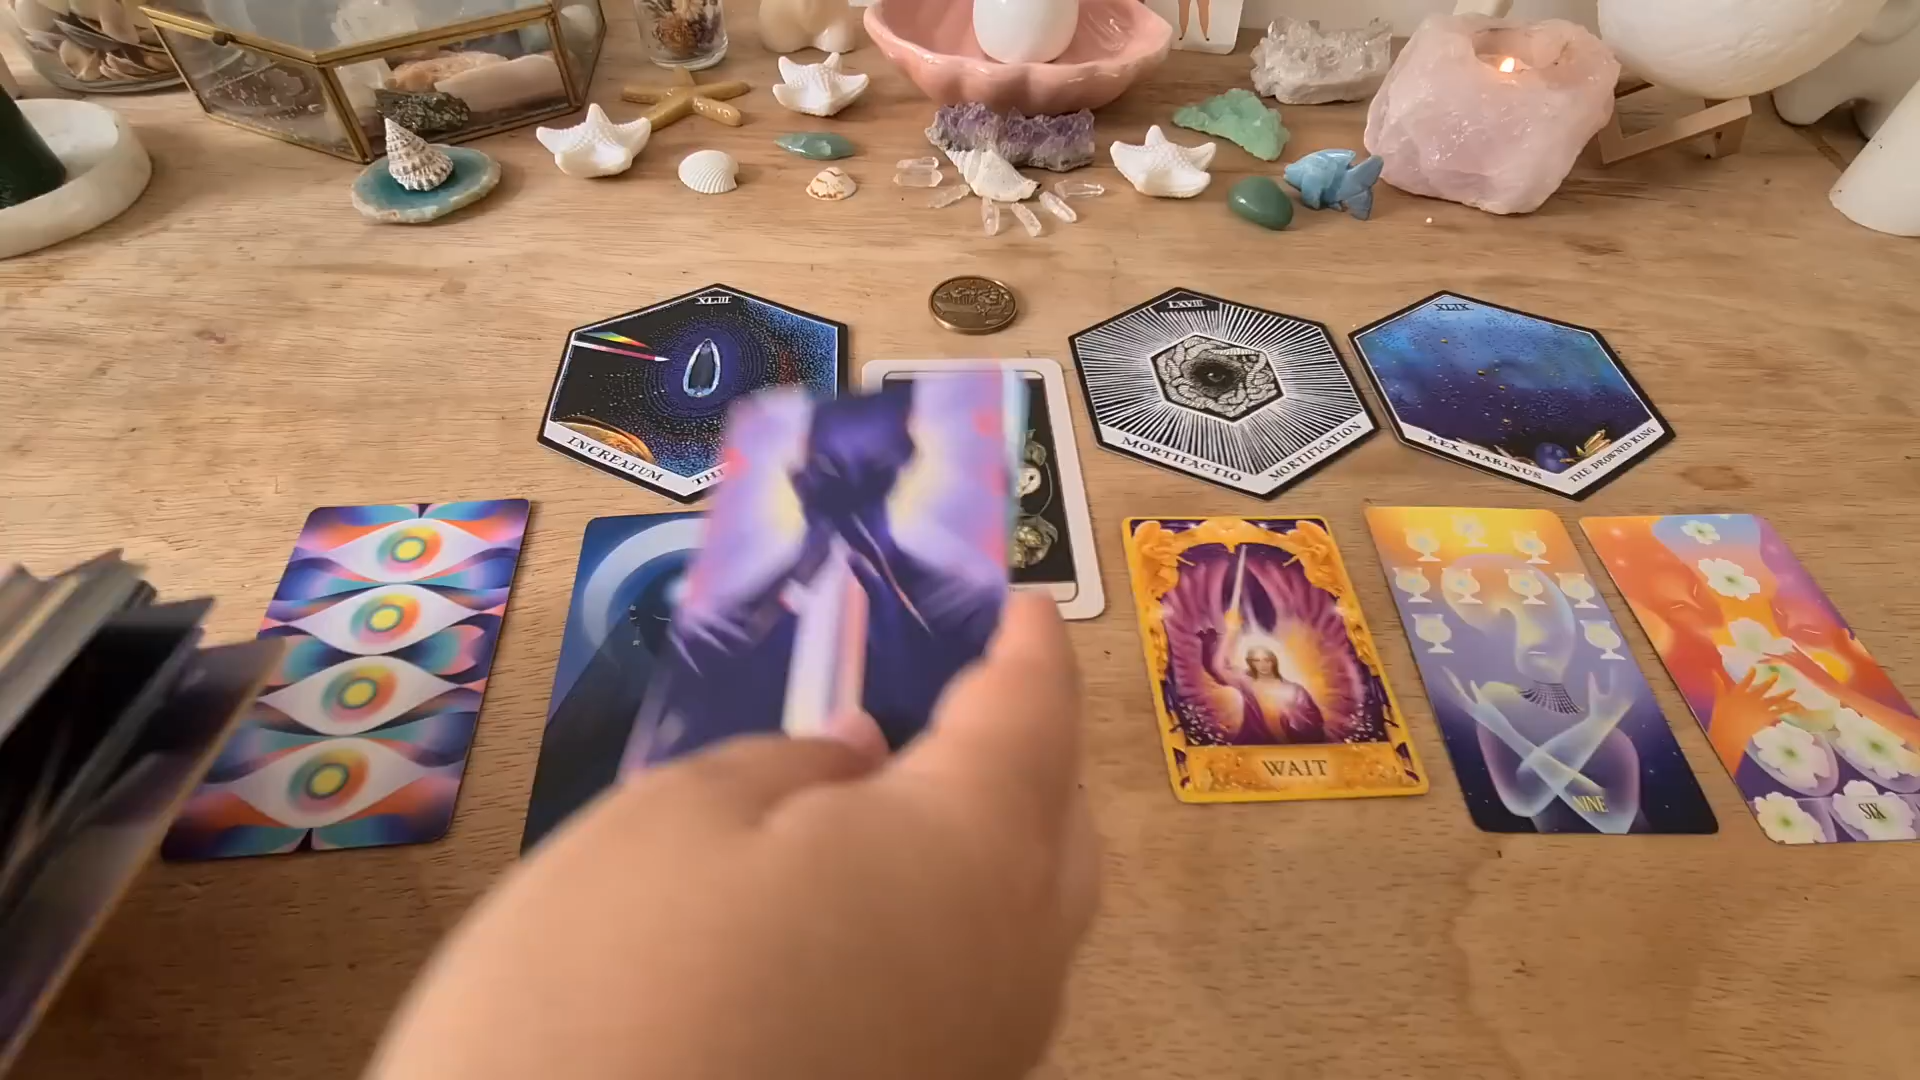 XLIII
INCREATUM
LXVIII
MORTIFACTIO
MORTIFICATION
XLIX
REX MARINUS
THE DROWNED KING
WAIT
NINE
SIX